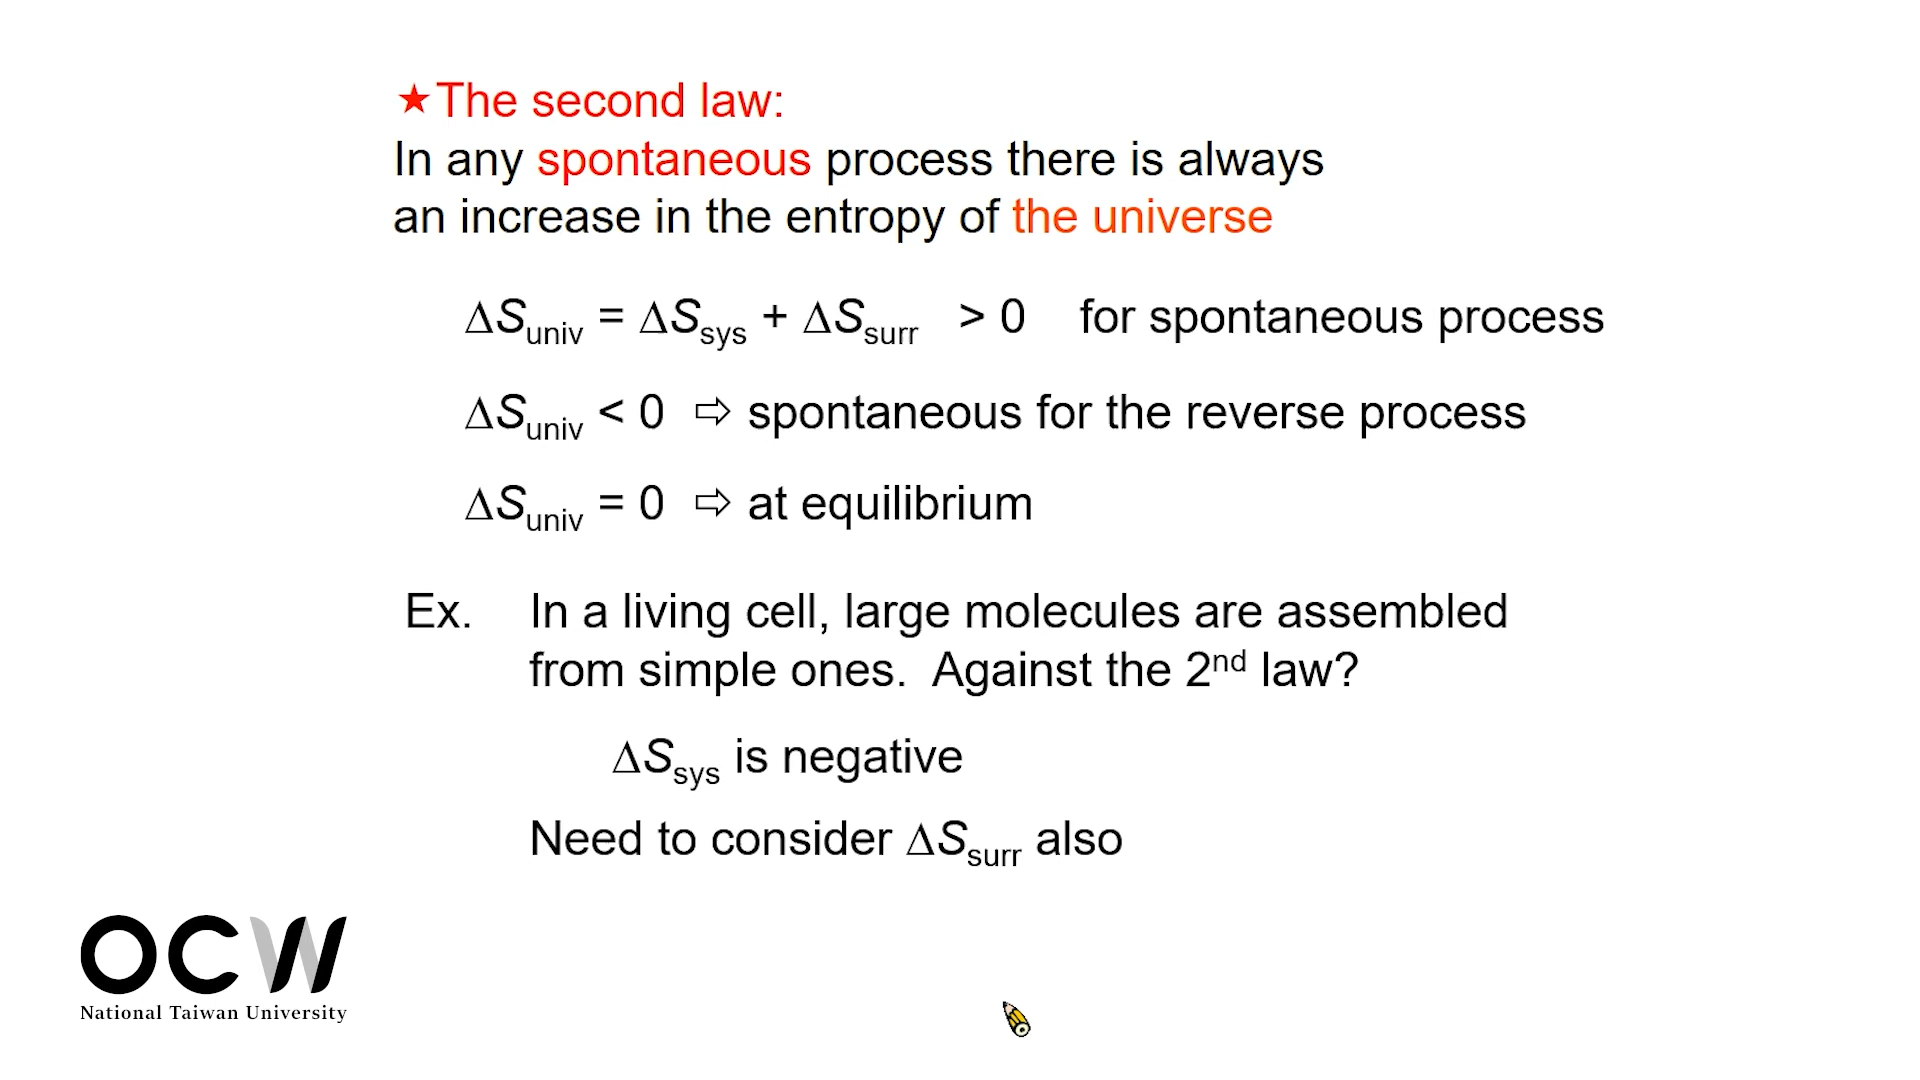 ★The second law:
In any spontaneous process there is always
an increase in the entropy of the universe
ΔSuniv = ΔSsys + ΔSsurr > 0 for spontaneous process
ΔSuniv < 0 ⇨ spontaneous for the reverse process
ΔSuniv = 0 ⇨ at equilibrium
Ex. In a living cell, large molecules are assembled
from simple ones. Against the 2nd law?
ΔSsys is negative
Need to consider ΔSsurr also
OCW
National Taiwan University